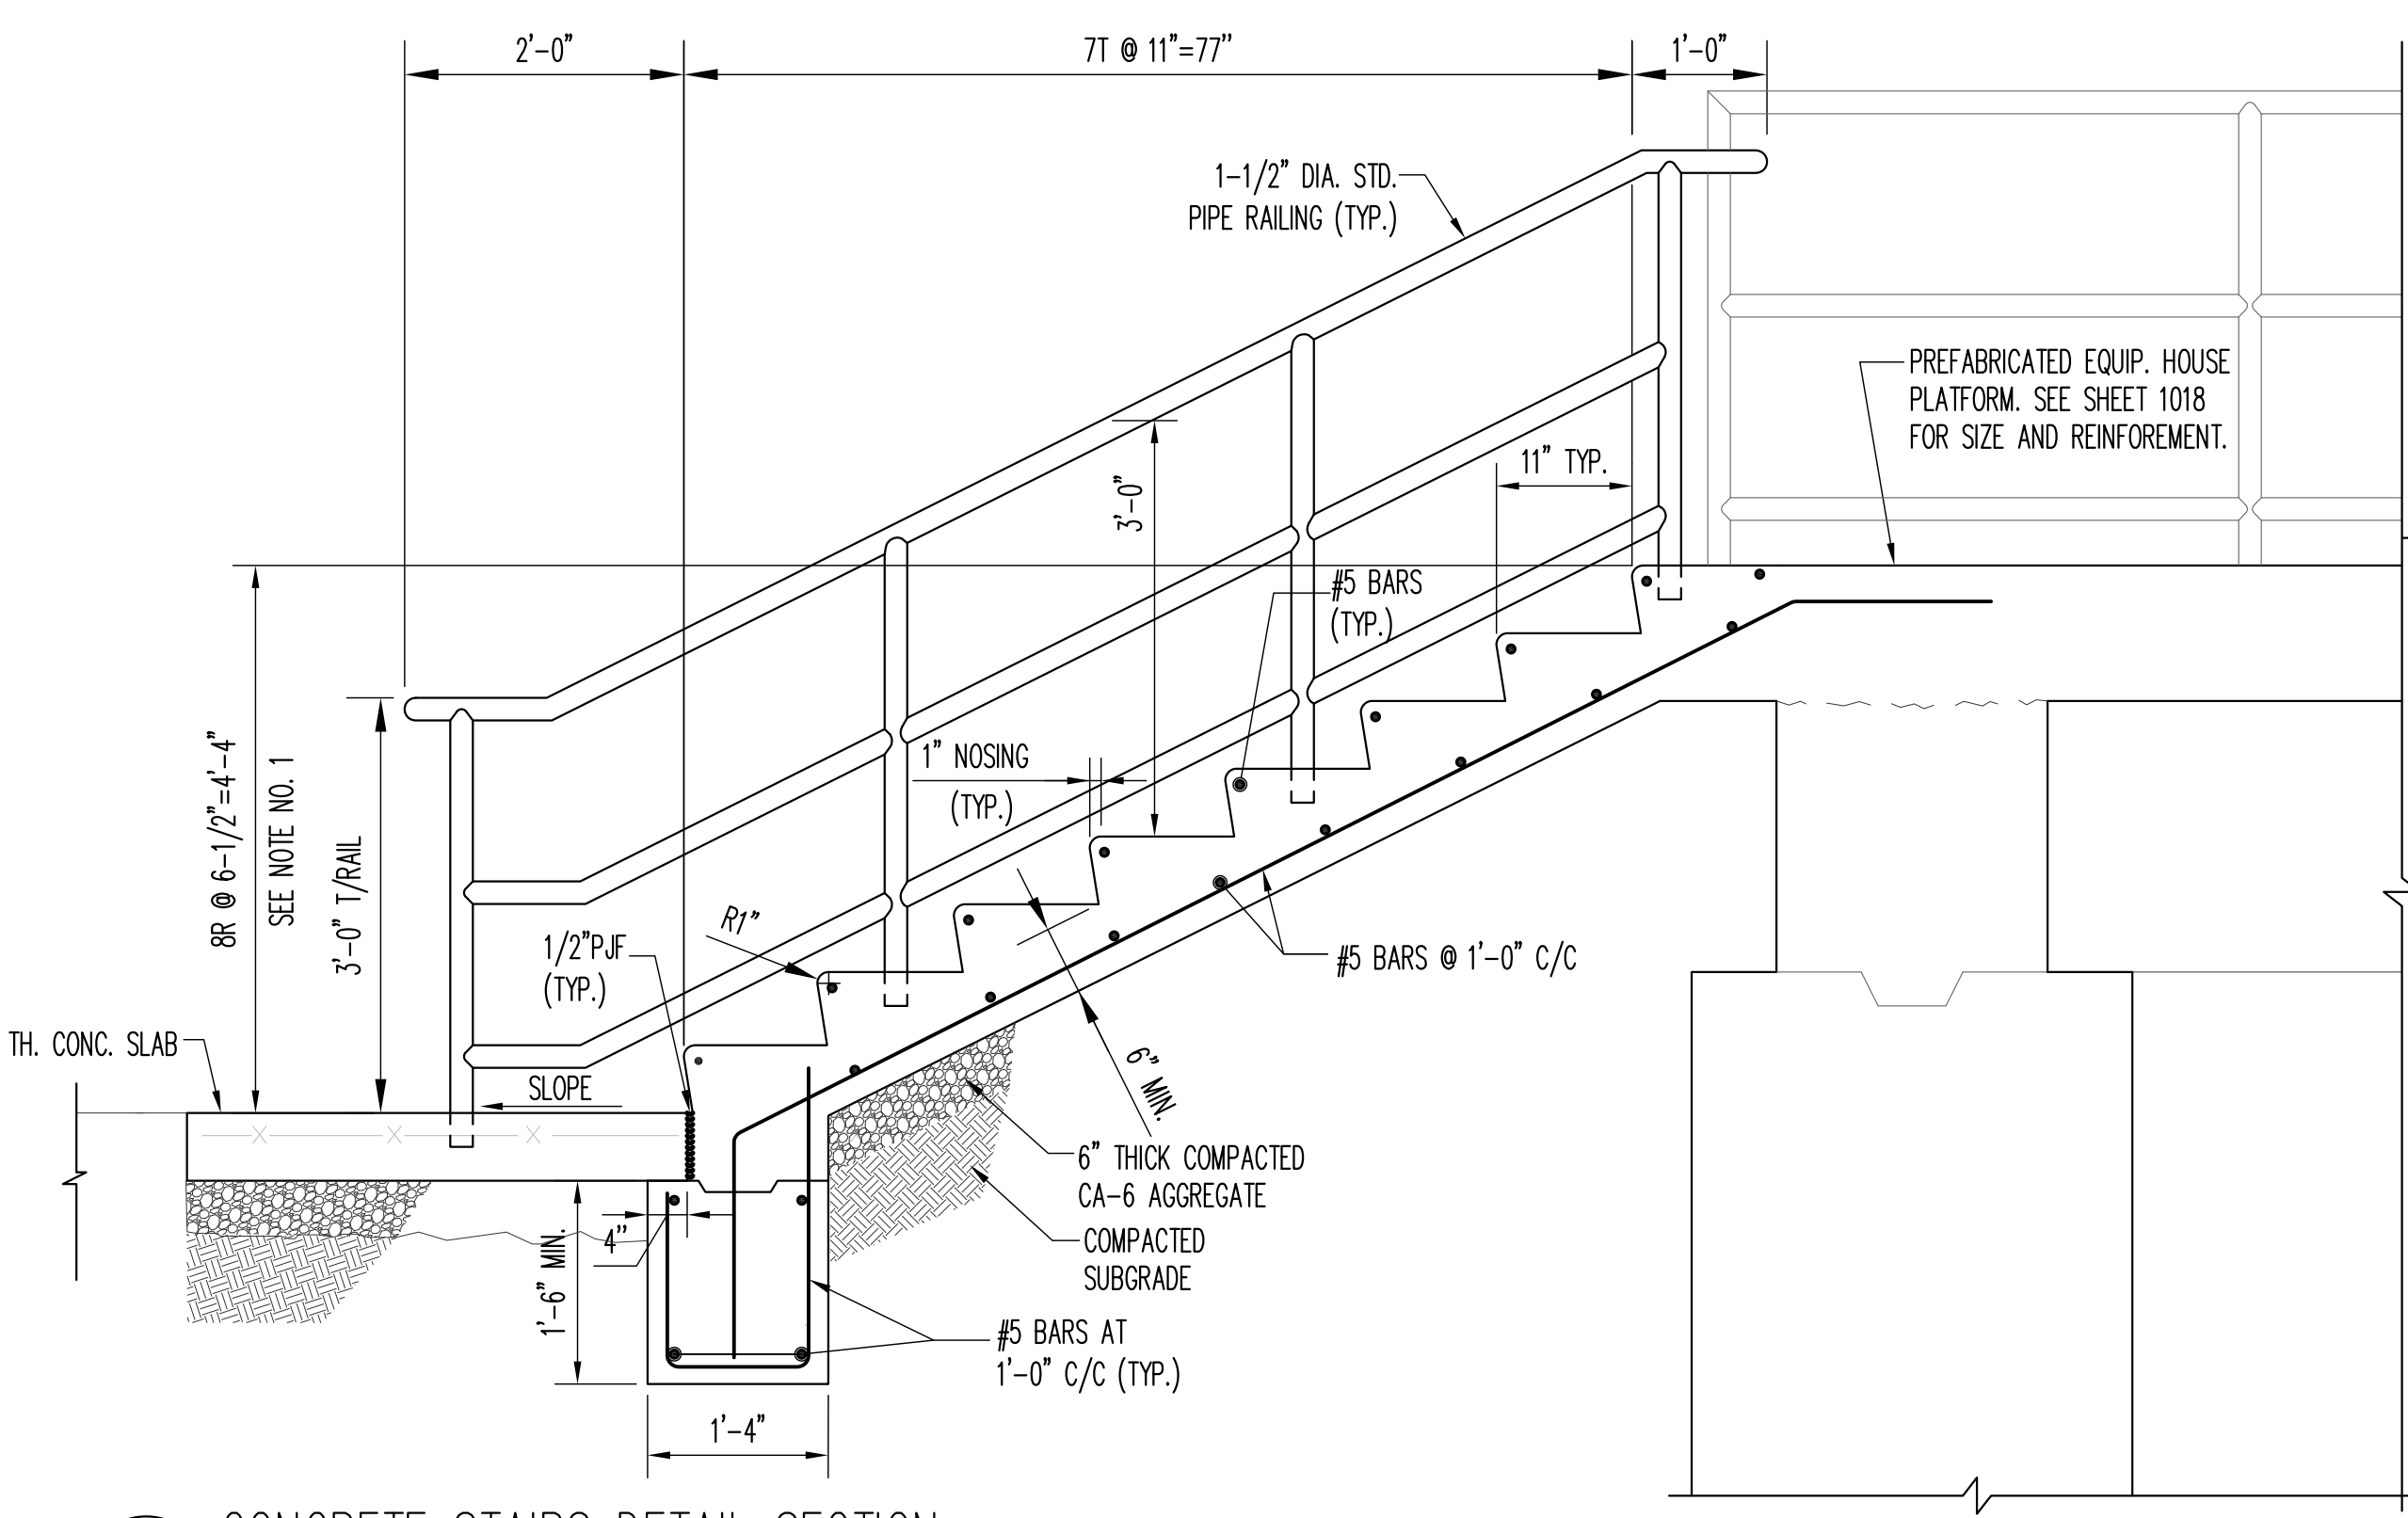 2'-0"
7T @ 11"=77"
1'-0"
1-1/2" DIA. STD.
PIPE RAILING (TYP.)
PREFABRICATED EQUIP. HOUSE
PLATFORM. SEE SHEET 1018
FOR SIZE AND REINFOREMENT.
11" TYP.
3'-0"
#5 BARS
(TYP.)
1" NOSING
(TYP.)
8R @ 6-1/2"=4'-4"
SEE NOTE NO. 1
3'-0" T/RAIL
R1"
1/2"PJF
(TYP.)
#5 BARS @ 1'-0" C/C
TH. CONC. SLAB
SLOPE
6" MIN.
6" THICK COMPACTED
CA-6 AGGREGATE
COMPACTED
SUBGRADE
4"
1'-6" MIN.
#5 BARS AT
1'-0" C/C (TYP.)
1'-4"
CONCRETE STAIRS DETAIL SECTION